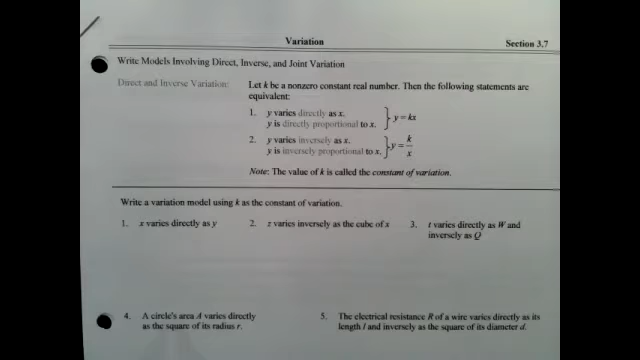 Variation
Section 3.7
Write Models Involving Direct, Inverse, and Joint Variation
Direct and Inverse Variation:
Let k be a nonzero constant real number. Then the following statements are
equivalent:
1. y varies directly as x.
y is directly proportional to x.
} y = kx
2. y varies inversely as x.
y is inversely proportional to x.
} y = k/x
Note: The value of k is called the constant of variation.
Write a variation model using k as the constant of variation.
1. x varies directly as y
2. z varies inversely as the cube of x
3. t varies directly as W and
inversely as Q
4. A circle's area A varies directly
as the square of its radius r.
5. The electrical resistance R of a wire varies directly as its
length l and inversely as the square of its diameter d.